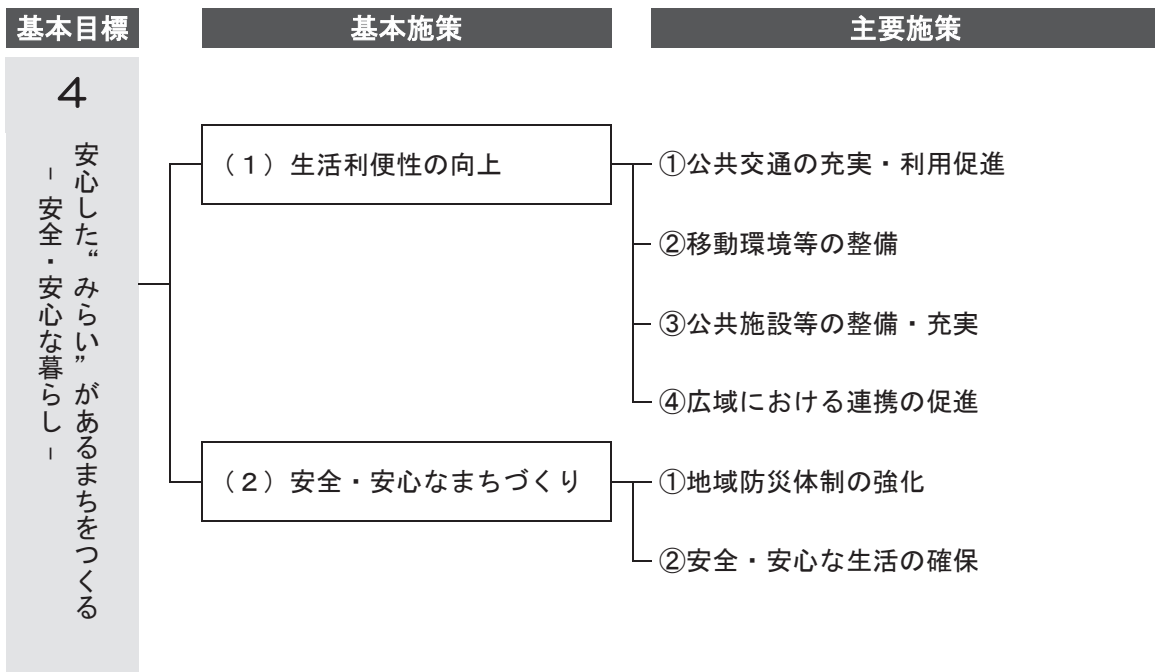 基本目標
基本施策
主要施策
4
安心した“みらい”があるまちをつくる
－安全・安心な暮らし－
（１）生活利便性の向上
①公共交通の充実・利用促進
②移動環境等の整備
③公共施設等の整備・充実
④広域における連携の促進
（２）安全・安心なまちづくり
①地域防災体制の強化
②安全・安心な生活の確保